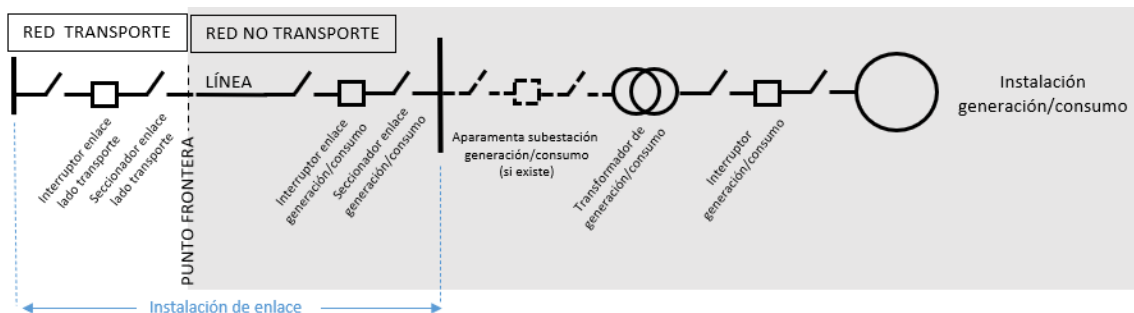 RED TRANSPORTE
RED NO TRANSPORTE
LÍNEA
Interruptor enlace
lado transporte
Seccionador enlace
lado transporte
PUNTO FRONTERA
Interruptor enlace
generación/consumo
Seccionador enlace
generación/consumo
Aparamenta subestación
generación/consumo
(si existe)
Transformador de
generación/consumo
Interruptor
generación/consumo
Instalación
generación/consumo
Instalación de enlace